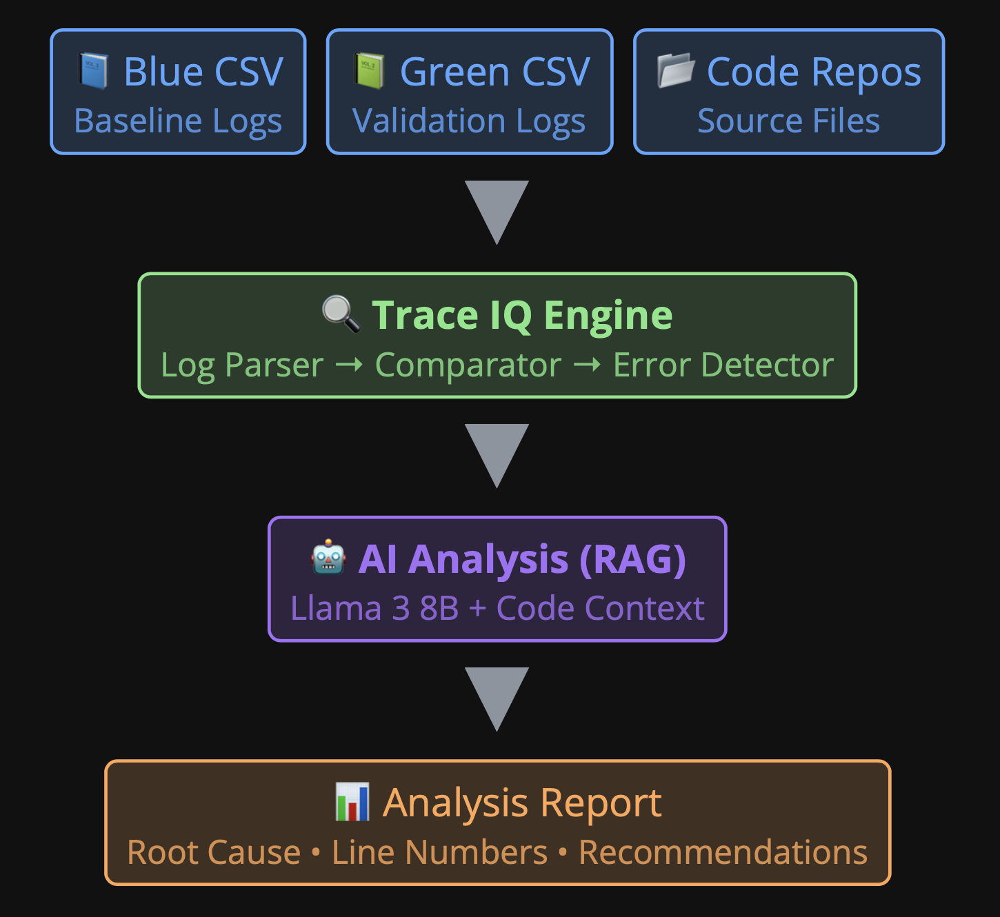 Blue CSV
Baseline Logs
Green CSV
Validation Logs
Code Repos
Source Files
Trace IQ Engine
Log Parser → Comparator → Error Detector
AI Analysis (RAG)
Llama 3 8B + Code Context
Analysis Report
Root Cause • Line Numbers • Recommendations